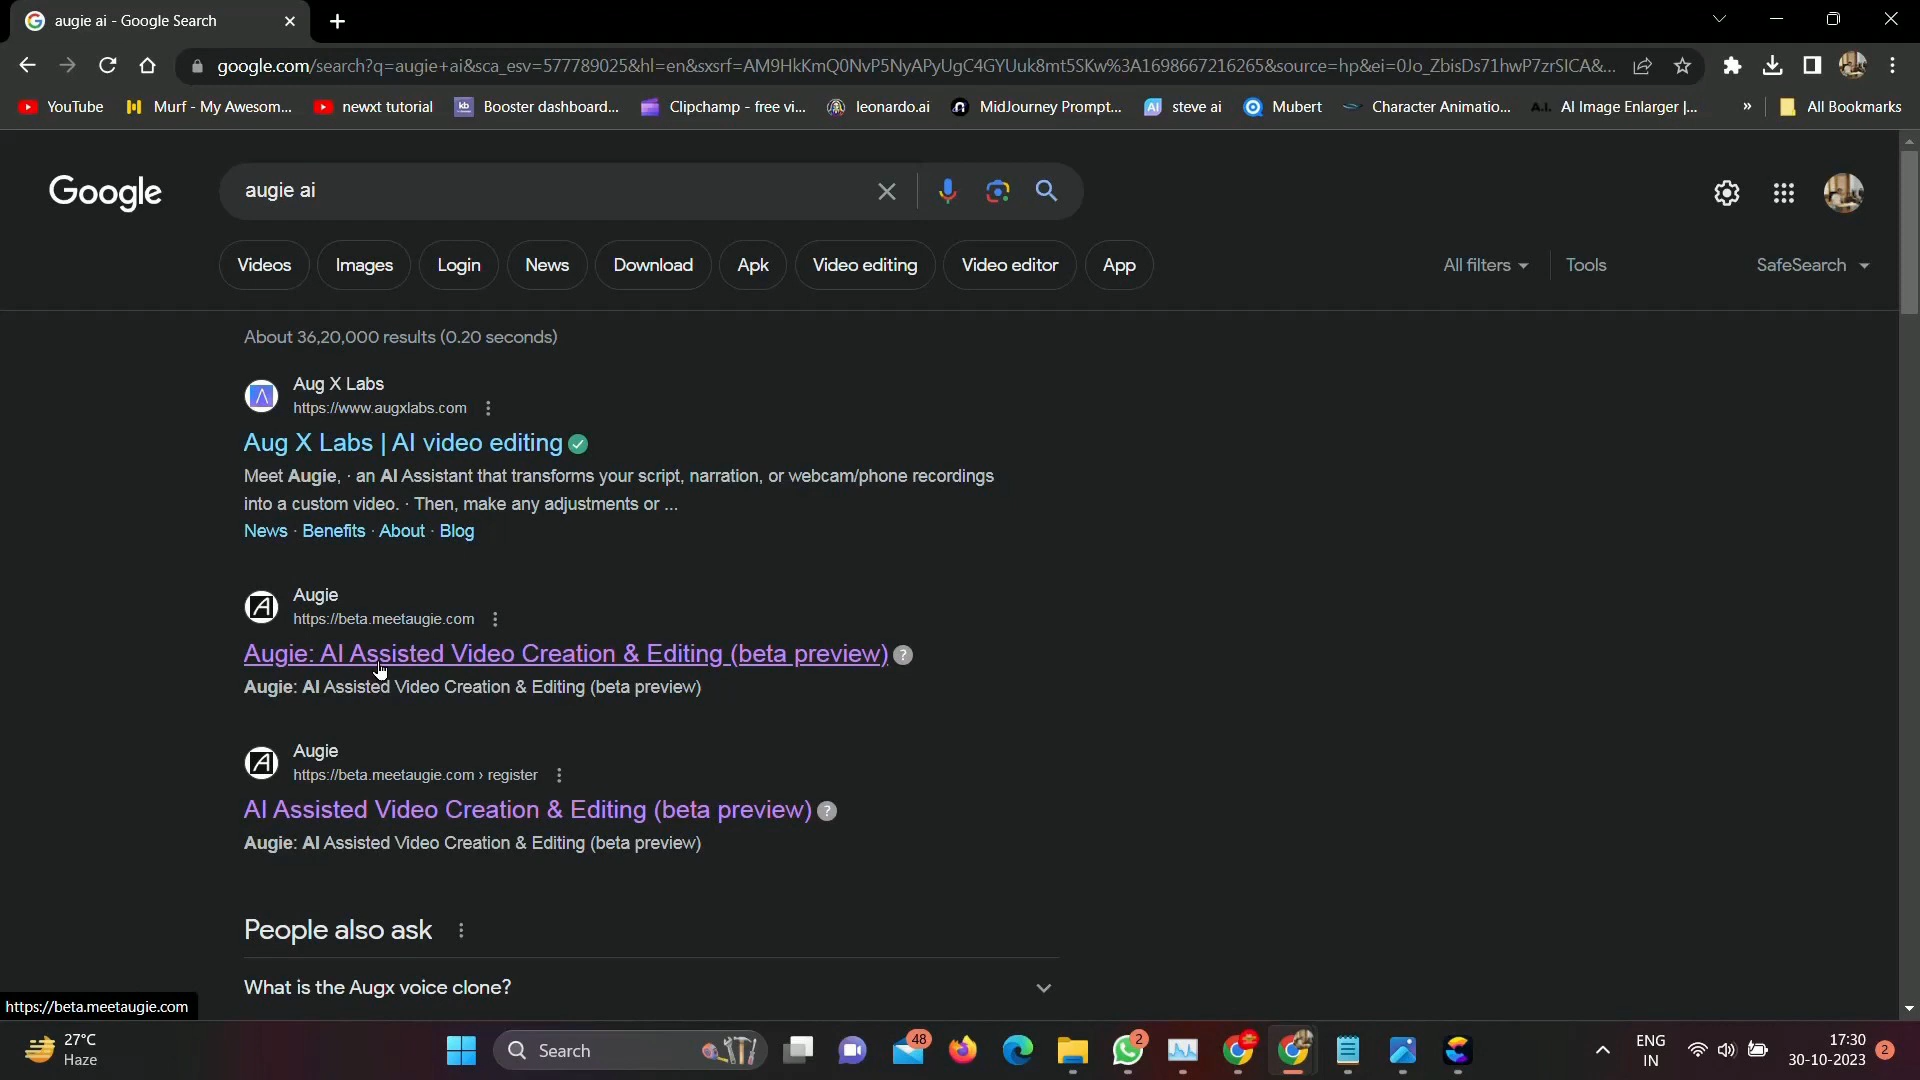 augie ai - Google Search
google.com/search?q=augie+ai&sca_esv=577789025&hl=en&sxsrf=AM9HkKmQ0NvP5NyAPyUgC4GYUuk8mt5SKw%3A1698667216265&source=hp&ei=0Jo_ZbisDs71hwP7zrSICA&...
YouTube
Murf - My Awesom...
newxt tutorial
Booster dashboard...
Clipchamp - free vi...
leonardo.ai
MidJourney Prompt...
steve ai
Mubert
Character Animatio...
AI Image Enlarger |...
»
All Bookmarks
Google
augie ai
Videos
Images
Login
News
Download
Apk
Video editing
Video editor
App
All filters
Tools
SafeSearch
About 36,20,000 results (0.20 seconds)
Aug X Labs
https://www.augxlabs.com
Aug X Labs | AI video editing
Meet Augie, · an AI Assistant that transforms your script, narration, or webcam/phone recordings
into a custom video. · Then, make any adjustments or ...
News · Benefits · About · Blog
Augie
https://beta.meetaugie.com
Augie: AI Assisted Video Creation & Editing (beta preview)
Augie: AI Assisted Video Creation & Editing (beta preview)
Augie
https://beta.meetaugie.com › register
AI Assisted Video Creation & Editing (beta preview)
Augie: AI Assisted Video Creation & Editing (beta preview)
People also ask
What is the Augx voice clone?
https://beta.meetaugie.com
27°C
Haze
Search
48
2
ENG
IN
17:30
30-10-2023
2